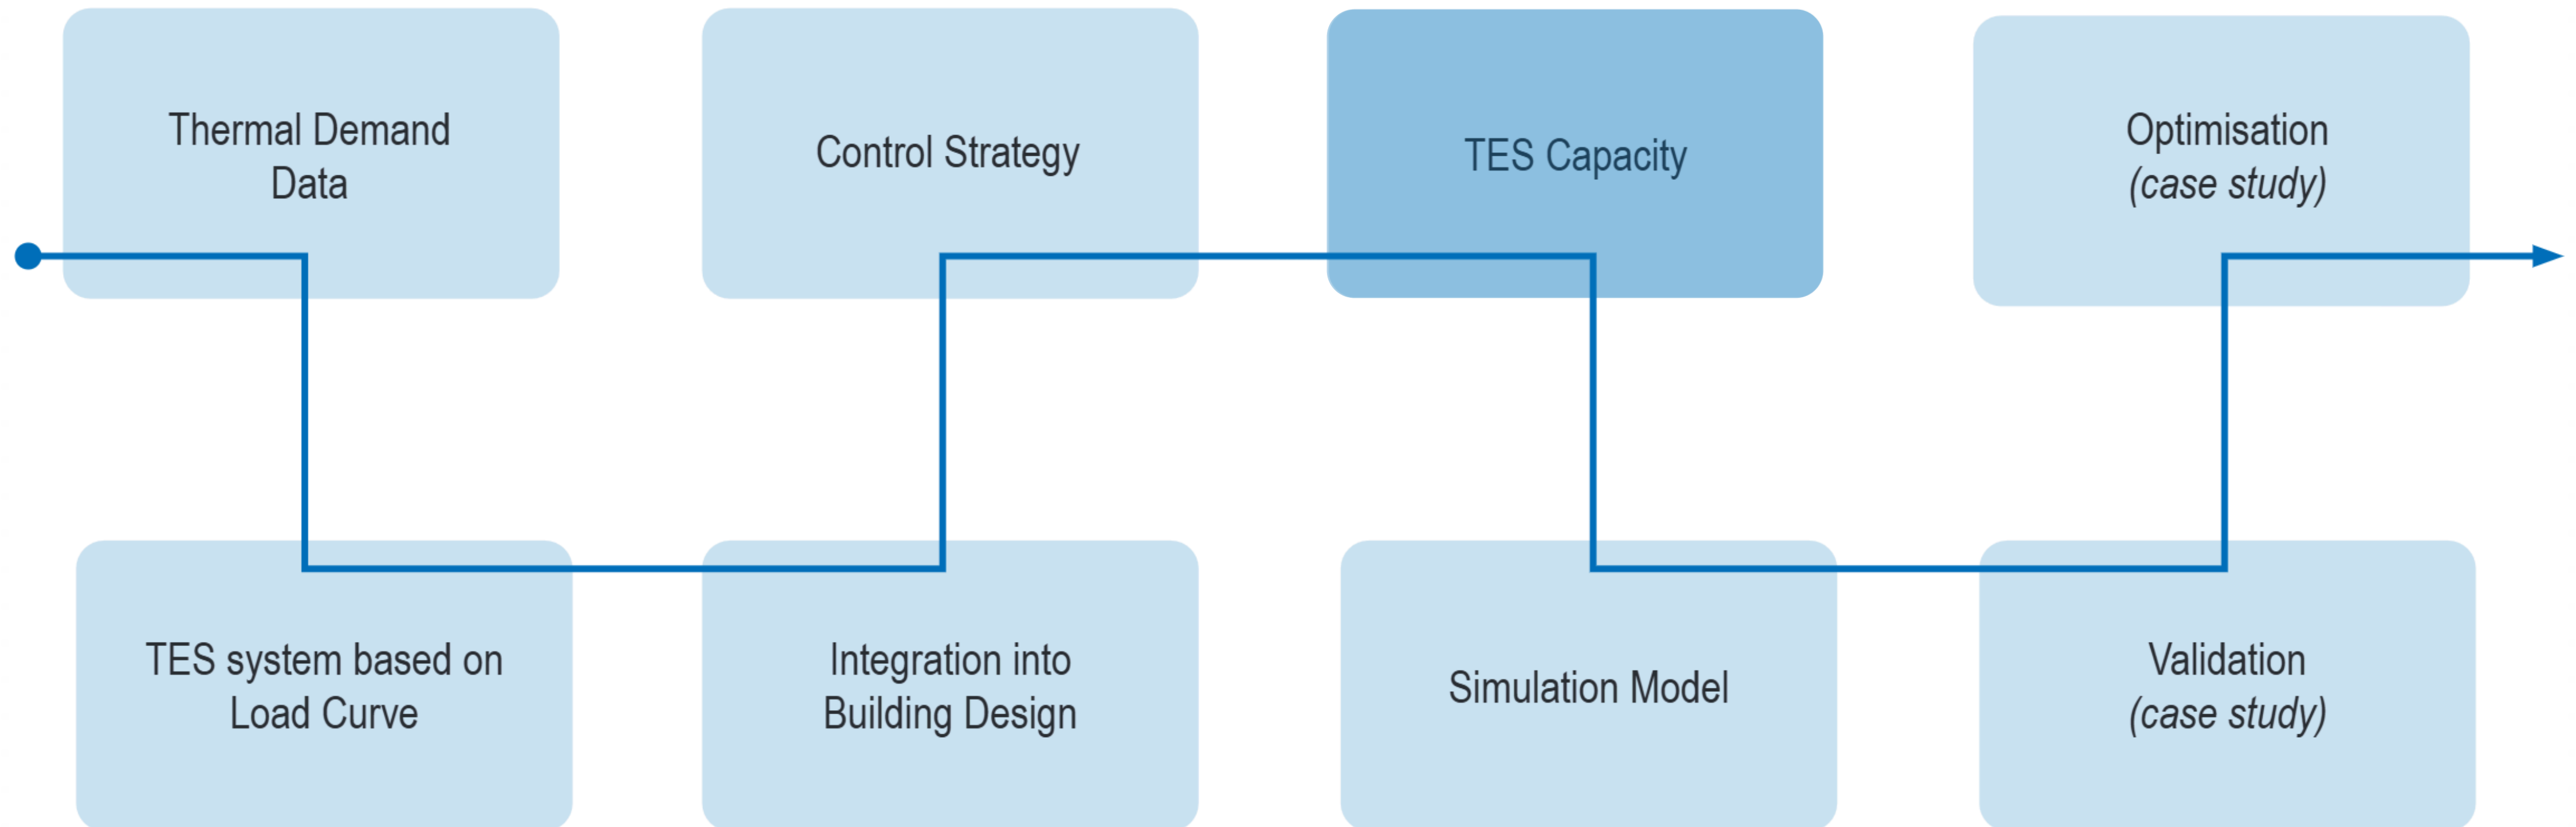 Thermal Demand
Data
Control Strategy
TES Capacity
Optimisation
(case study)
TES system based on
Load Curve
Integration into
Building Design
Simulation Model
Validation
(case study)